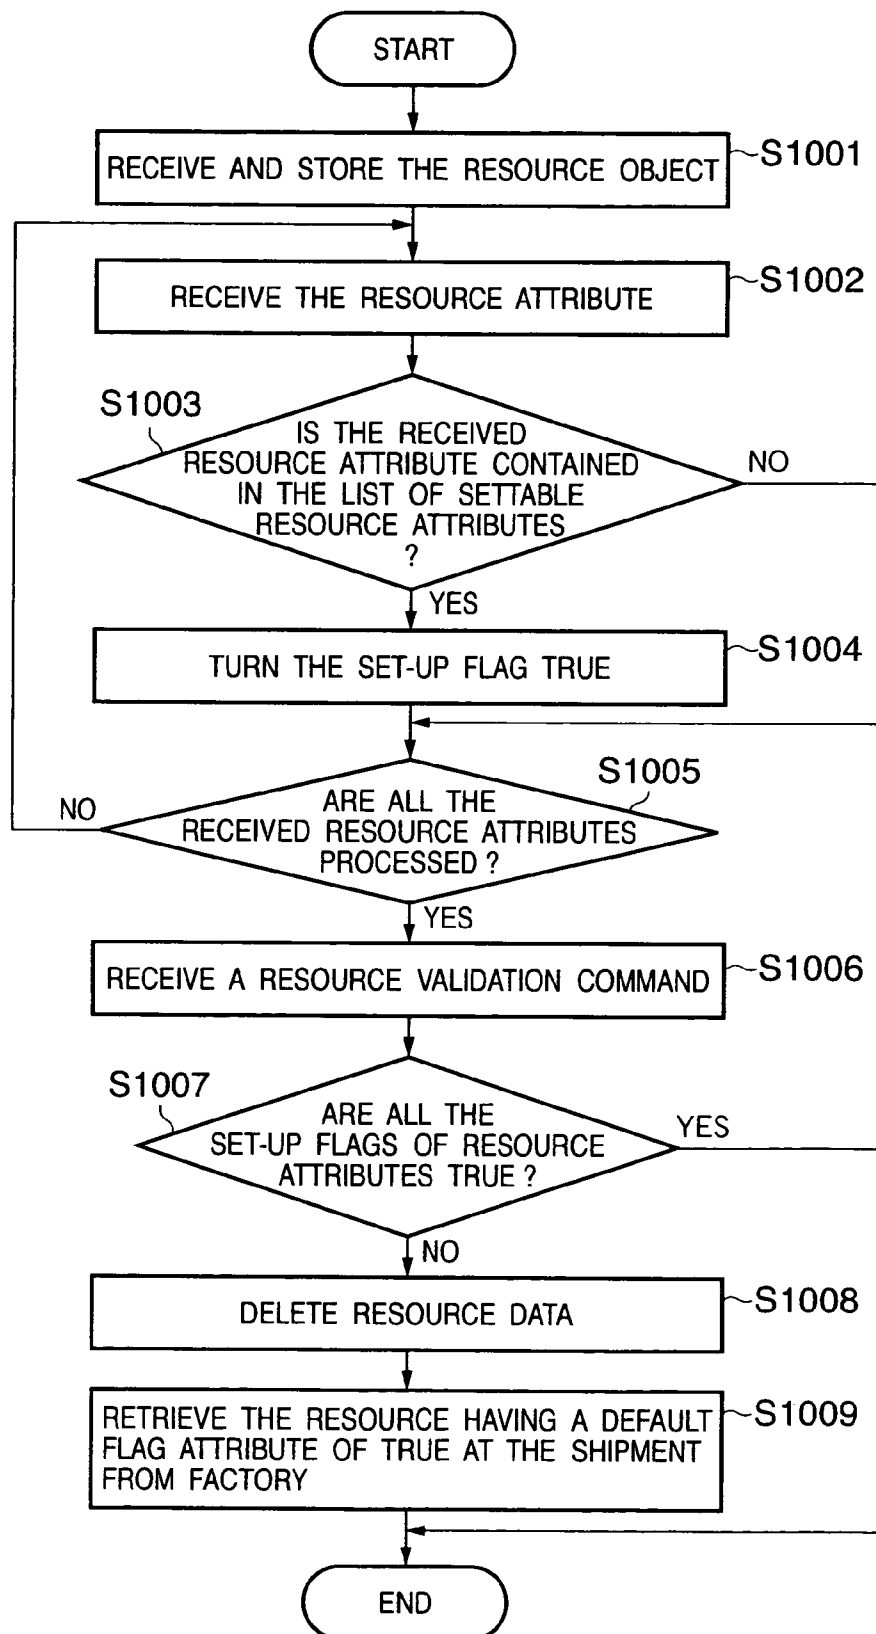 START
RECEIVE AND STORE THE RESOURCE OBJECT
S1001
RECEIVE THE RESOURCE ATTRIBUTE
S1002
S1003
IS THE RECEIVED
RESOURCE ATTRIBUTE CONTAINED
IN THE LIST OF SETTABLE
RESOURCE ATTRIBUTES
?
NO
YES
TURN THE SET-UP FLAG TRUE
S1004
S1005
ARE ALL THE
RECEIVED RESOURCE ATTRIBUTES
PROCESSED ?
NO
YES
RECEIVE A RESOURCE VALIDATION COMMAND
S1006
S1007
ARE ALL THE
SET-UP FLAGS OF RESOURCE
ATTRIBUTES TRUE ?
YES
NO
DELETE RESOURCE DATA
S1008
RETRIEVE THE RESOURCE HAVING A DEFAULT
FLAG ATTRIBUTE OF TRUE AT THE SHIPMENT
FROM FACTORY
S1009
END